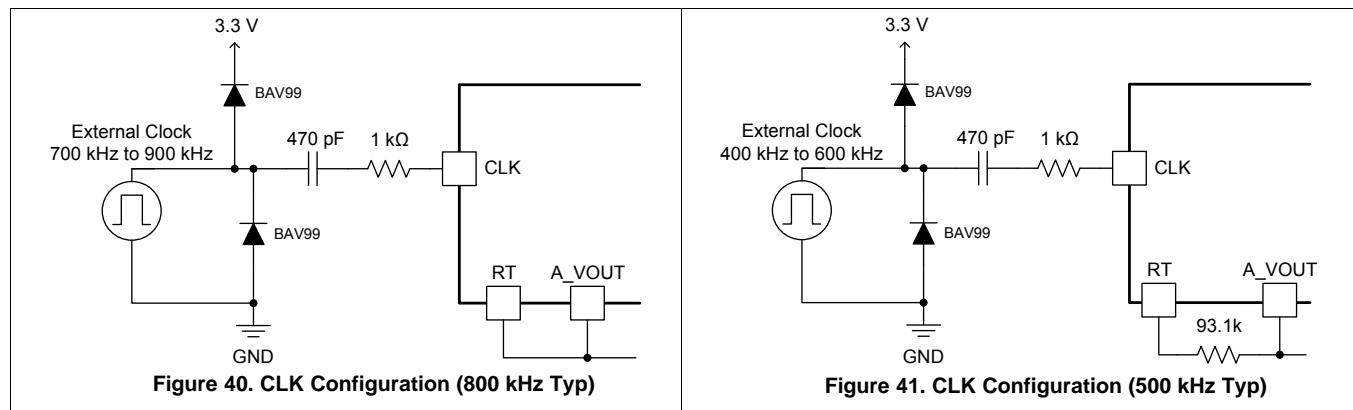 3.3 V
BAV99
External Clock
700 kHz to 900 kHz
470 pF
1 kΩ
CLK
BAV99
RT
A_VOUT
GND
Figure 40. CLK Configuration (800 kHz Typ)
3.3 V
BAV99
External Clock
400 kHz to 600 kHz
470 pF
1 kΩ
CLK
BAV99
RT
A_VOUT
93.1k
GND
Figure 41. CLK Configuration (500 kHz Typ)